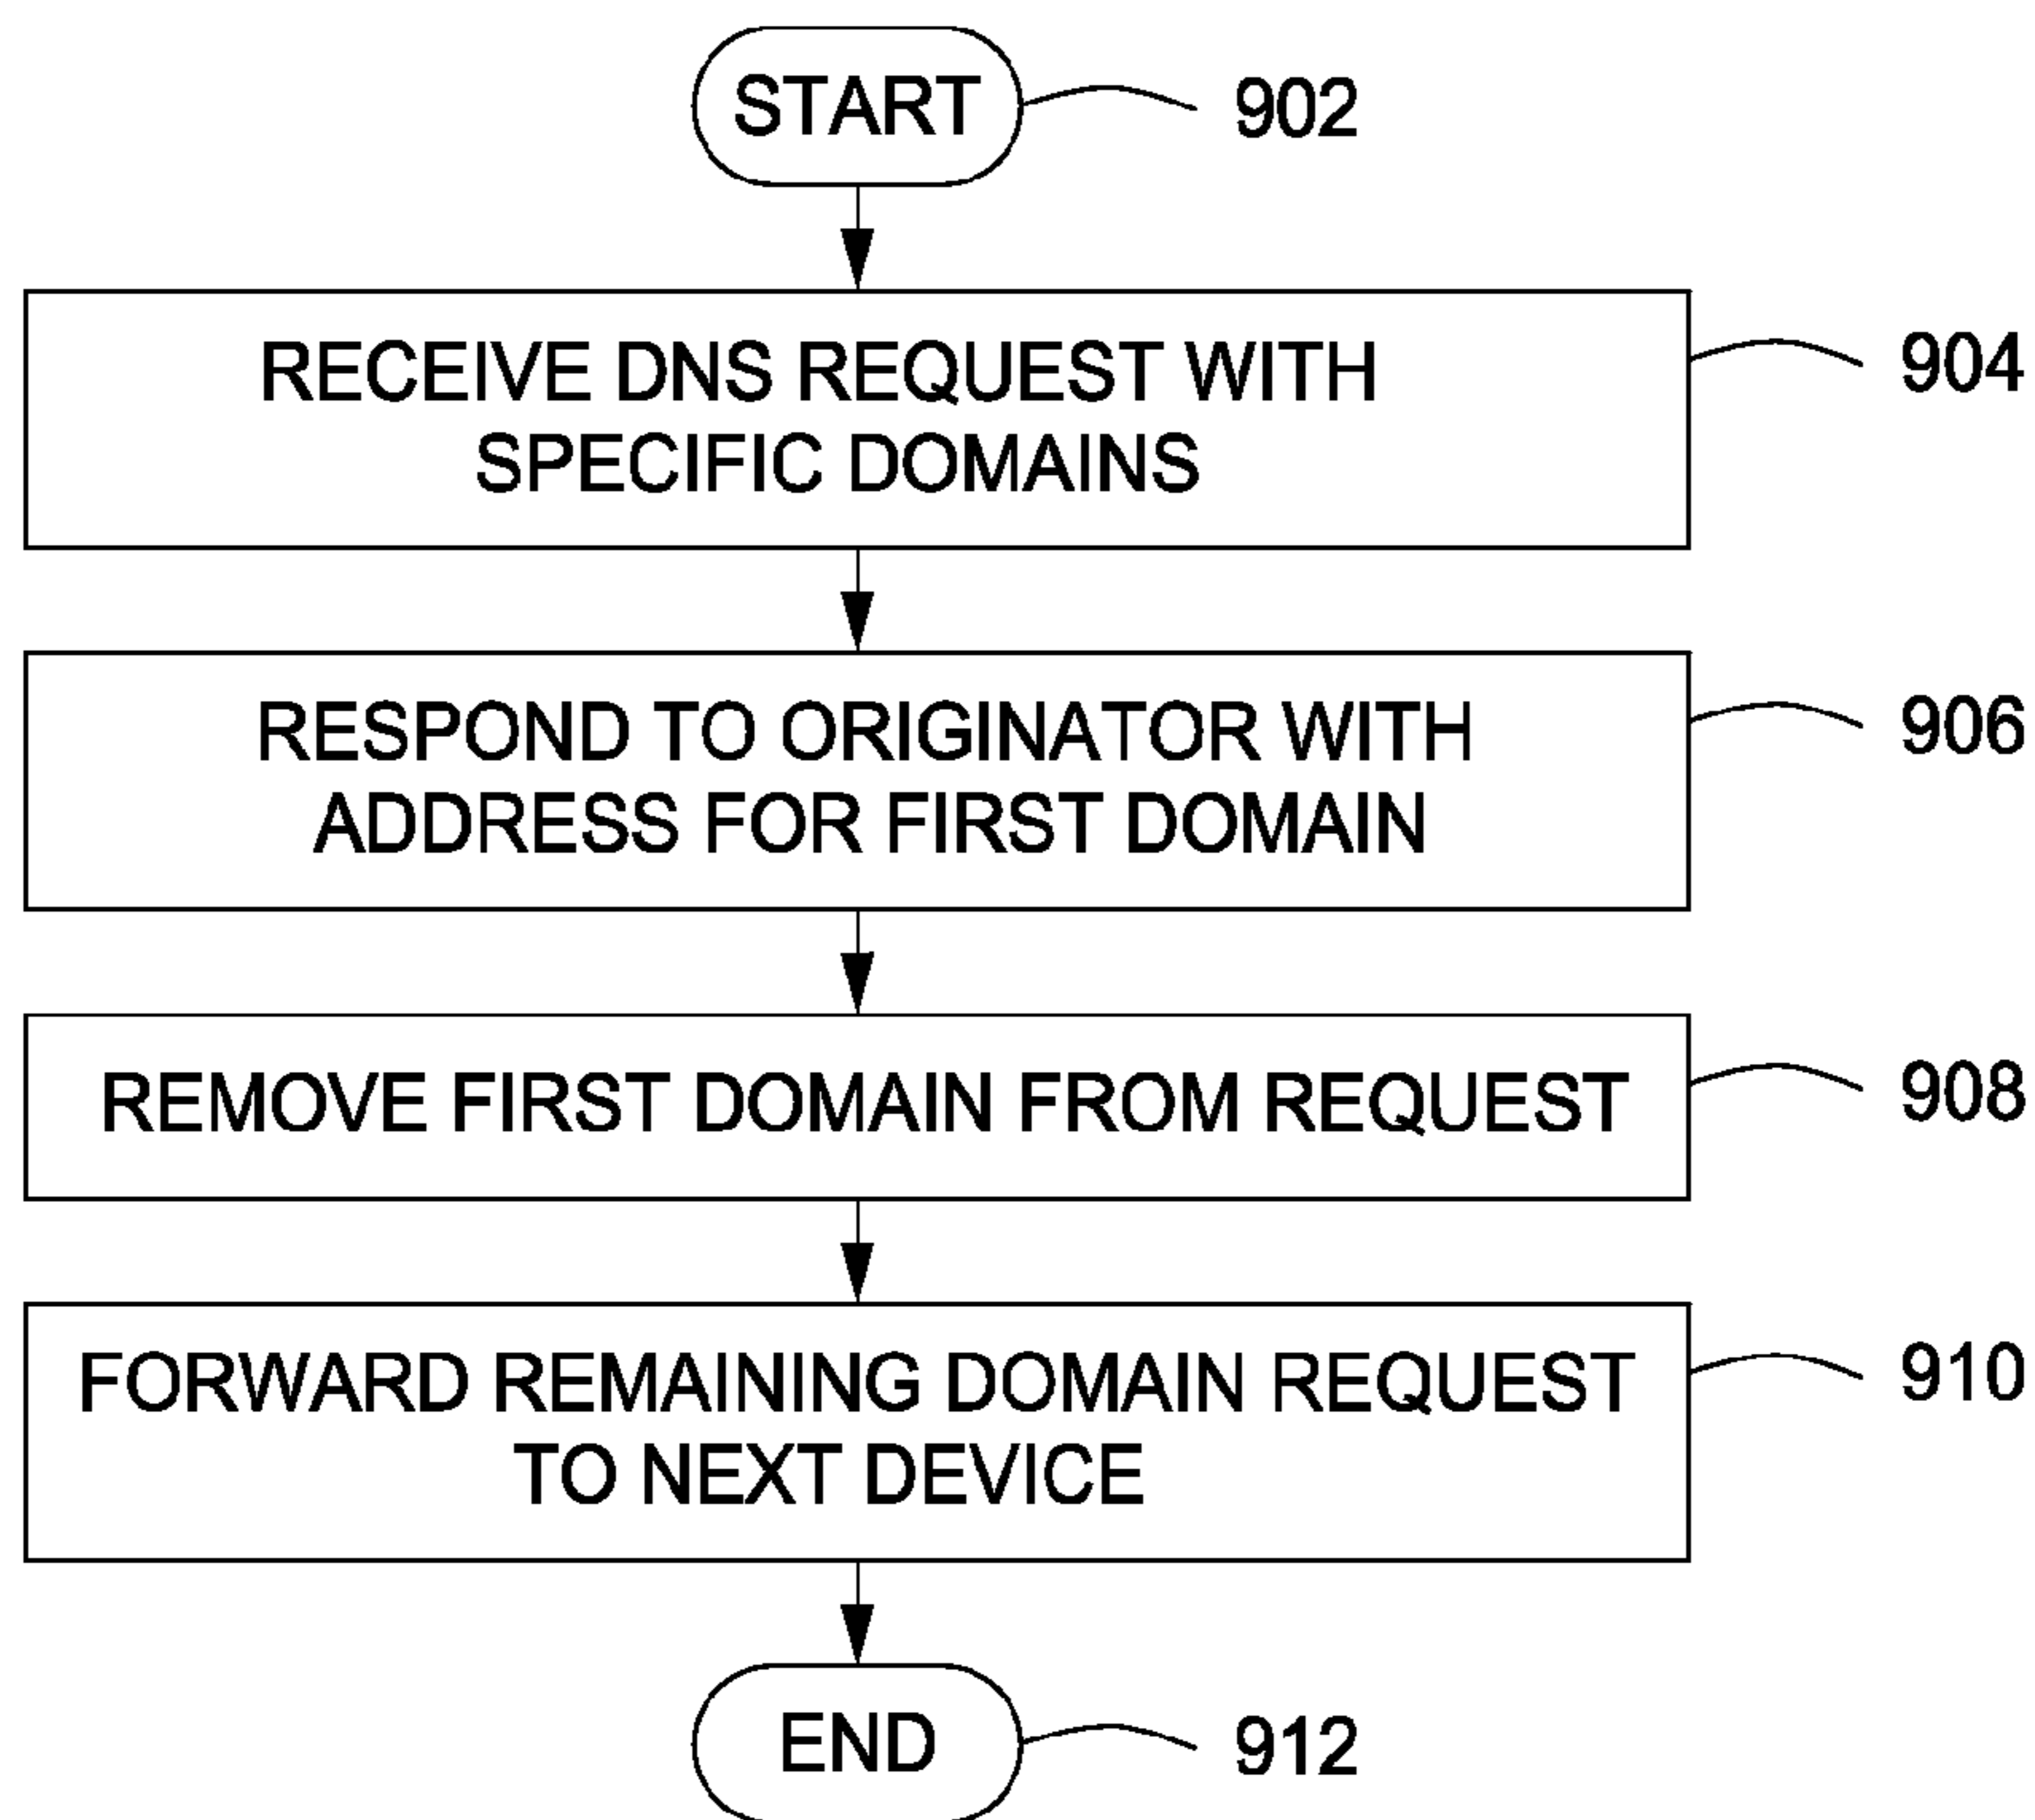 START
902
RECEIVE DNS REQUEST WITH
SPECIFIC DOMAINS
904
RESPOND TO ORIGINATOR WITH
ADDRESS FOR FIRST DOMAIN
906
REMOVE FIRST DOMAIN FROM REQUEST
908
FORWARD REMAINING DOMAIN REQUEST
TO NEXT DEVICE
910
END
912